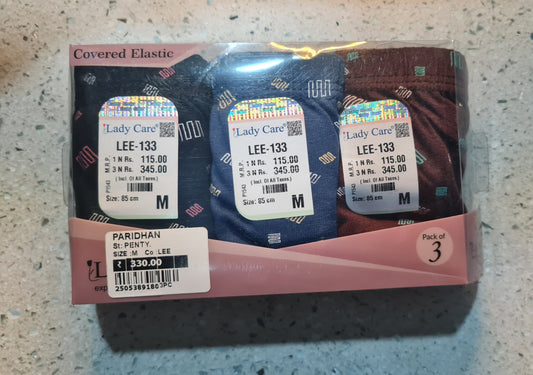 Covered Elastic
Lady Care®
LEE-133
M.R.P.
1 N Rs. 115.00
3 N Rs. 345.00
(Incl. Of All Taxes)
P1543
Size: 85 cm
M
Lady Care®
LEE-133
M.R.P.
1 N Rs. 115.00
3 N Rs. 345.00
(Incl. Of All Taxes)
P1543
Size: 85 cm
M
Lady Care®
LEE-133
M.R.P.
1 N Rs. 115.00
3 N Rs. 345.00
(Incl. Of All Taxes)
P1543
Size: 85 cm
M
PARIDHAN
St: PENTY.
SIZE :M Co :LEE
₹ 330.00
Pack of
3